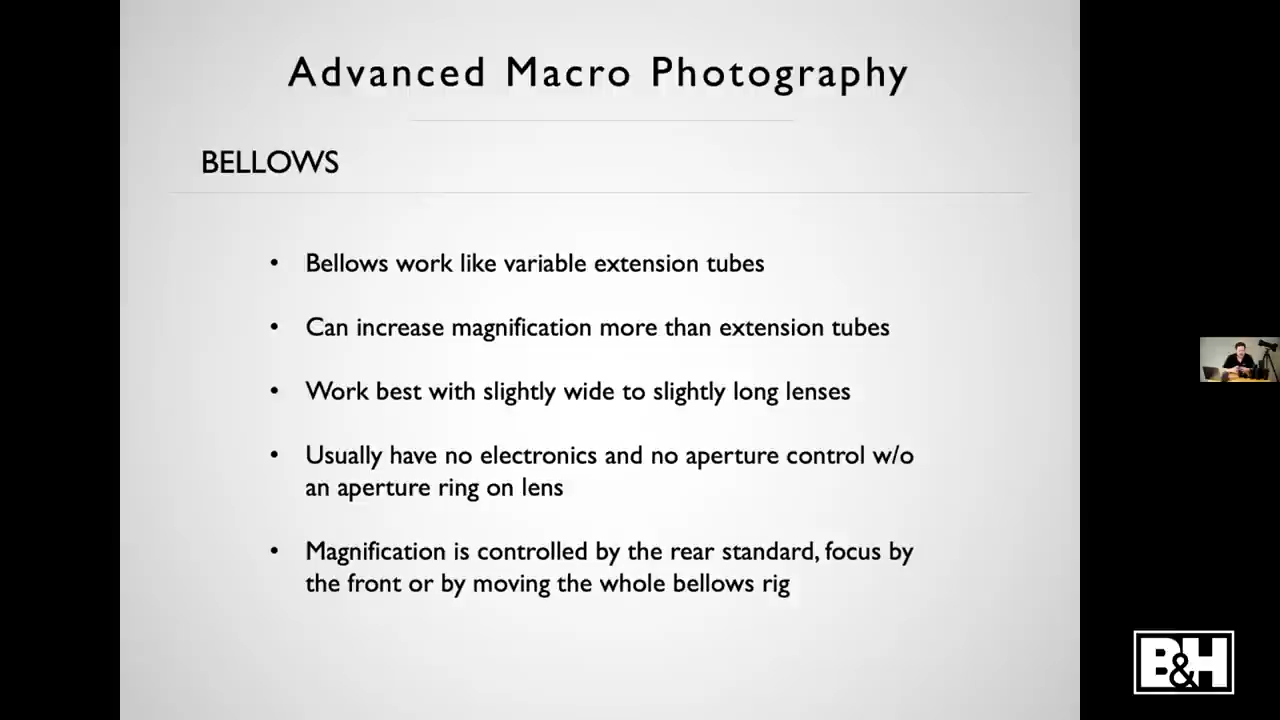 Advanced Macro Photography
BELLOWS
• Bellows work like variable extension tubes
• Can increase magnification more than extension tubes
• Work best with slightly wide to slightly long lenses
• Usually have no electronics and no aperture control w/o
an aperture ring on lens
• Magnification is controlled by the rear standard, focus by
the front or by moving the whole bellows rig
B&H